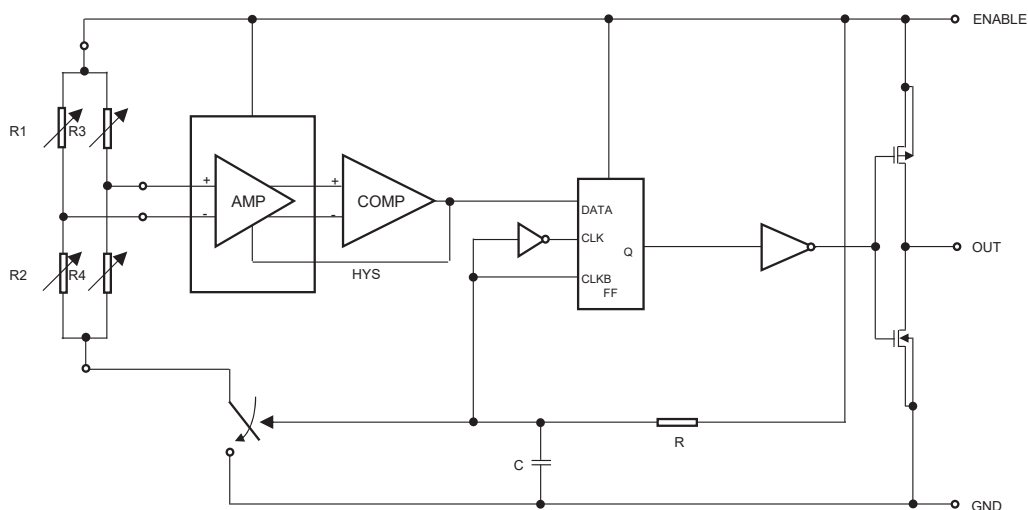 ENABLE
R1
R3
+
+
AMP
COMP
-
-
DATA
CLK
Q
OUT
HYS
R2
R4
CLKB
FF
R
C
GND